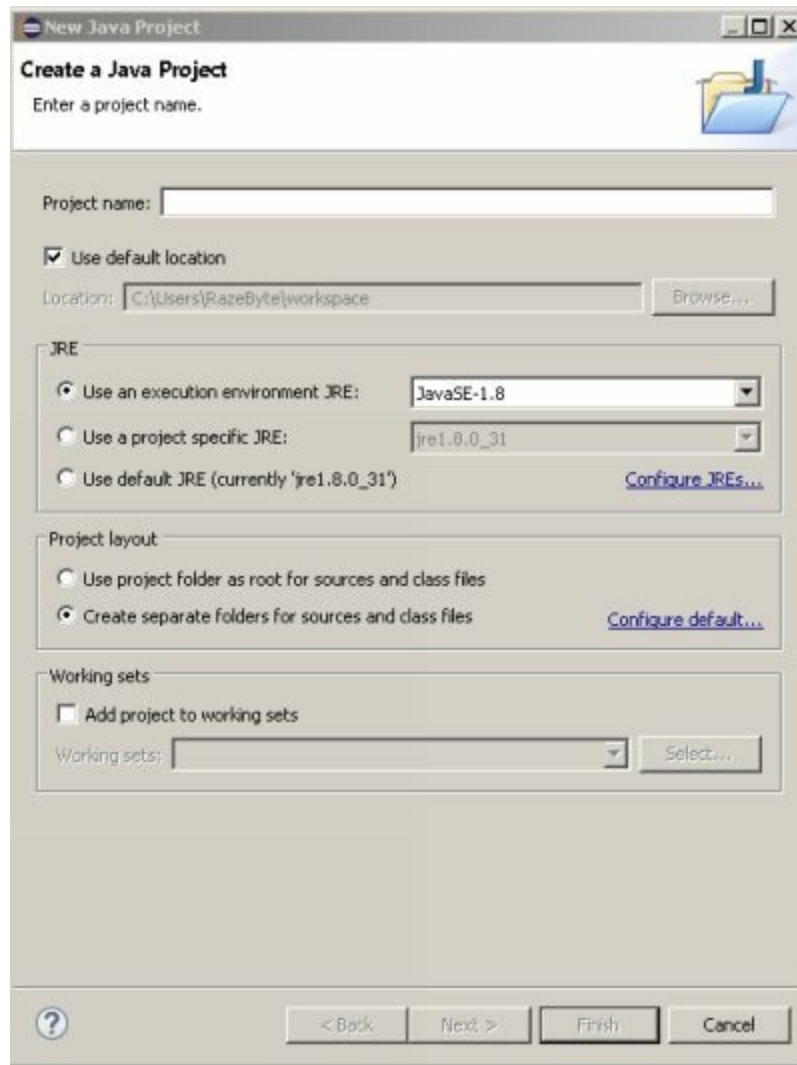 New Java Project
Create a Java Project
Enter a project name.
Project name:
Use default location
Location: C:\Users\RazeByte\workspace Browse...
JRE
Use an execution environment JRE: JavaSE-1.8
Use a project specific JRE: jre1.8.0_31
Use default JRE (currently 'jre1.8.0_31') Configure JREs...
Project layout
Use project folder as root for sources and class files
Create separate folders for sources and class files Configure default...
Working sets
Add project to working sets
Working sets: Select...
? < Back Next > Finish Cancel